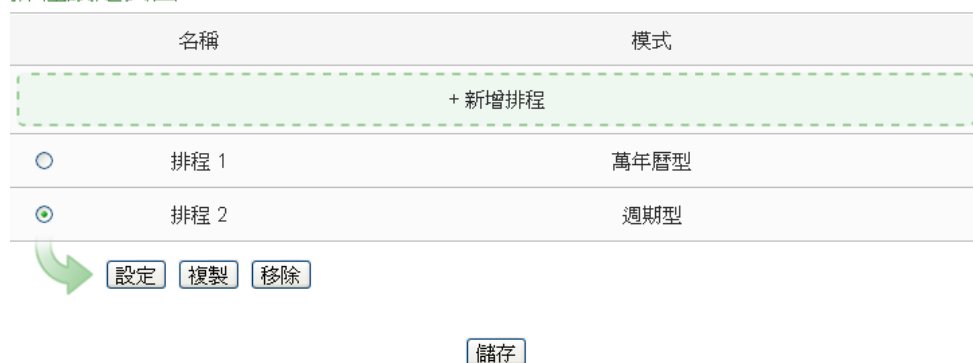 名稱 模式
+ 新增排程
排程 1 萬年曆型
排程 2 週期型
設定 複製 移除
儲存